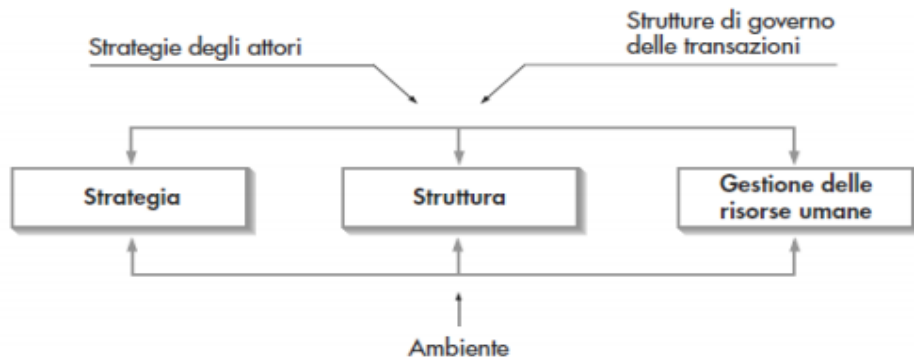 Strategie degli attori
Strutture di governo
delle transazioni
Strategia
Struttura
Gestione delle
risorse umane
Ambiente